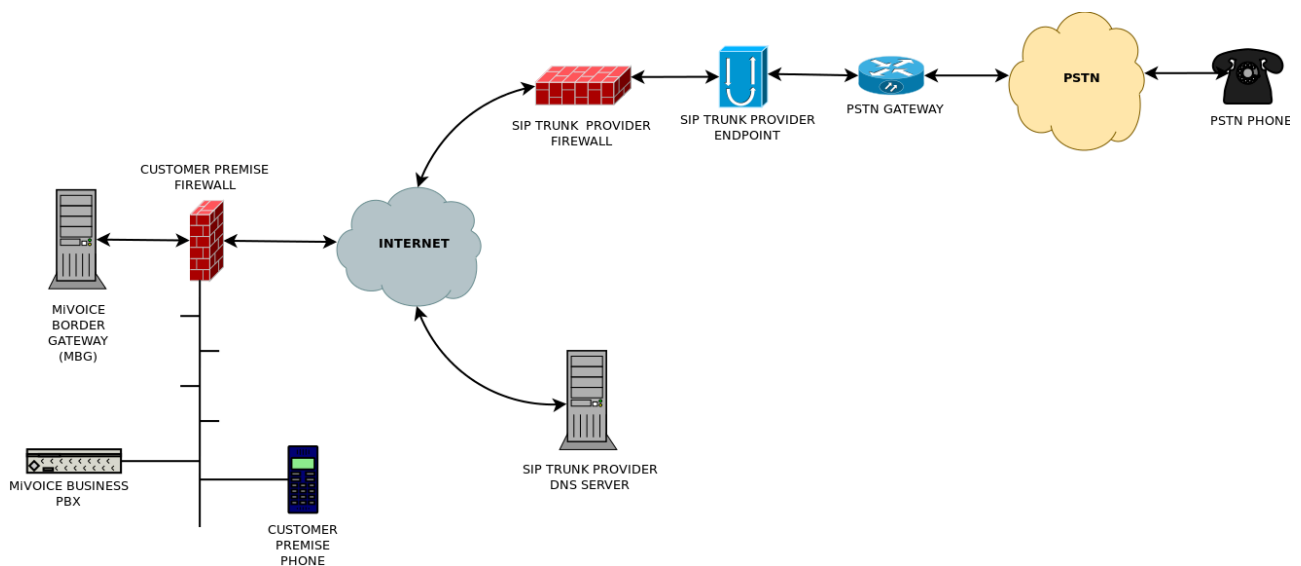 PSTN
SIP TRUNK PROVIDER
FIREWALL
SIP TRUNK PROVIDER
ENDPOINT
PSTN GATEWAY
PSTN PHONE
CUSTOMER PREMISE
FIREWALL
INTERNET
MiVOICE
BORDER
GATEWAY
(MBG)
SIP TRUNK PROVIDER
DNS SERVER
MiVOICE BUSINESS
PBX
CUSTOMER
PREMISE
PHONE